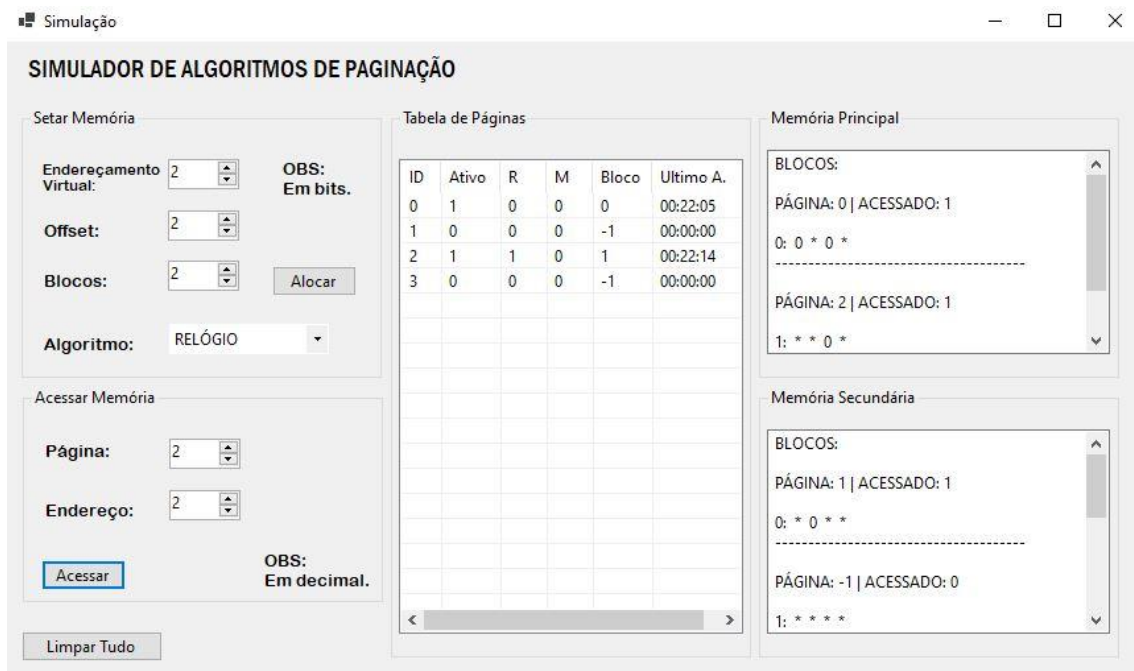 Simulação
SIMULADOR DE ALGORITMOS DE PAGINAÇÃO
Setar Memória
Endereçamento
Virtual:
2
OBS:
Em bits.
Offset:
2
Blocos:
2
Alocar
Algoritmo:
RELÓGIO
Acessar Memória
Página:
2
Endereço:
2
Acessar
OBS:
Em decimal.
Limpar Tudo
Tabela de Páginas
ID Ativo R M Bloco Ultimo A.
0 1 0 0 0 00:22:05
1 0 0 0 -1 00:00:00
2 1 1 0 1 00:22:14
3 0 0 0 -1 00:00:00
Memória Principal
BLOCOS:
PÁGINA: 0 | ACESSADO: 1
0: 0 * 0 *
-------------------------------------
PÁGINA: 2 | ACESSADO: 1
1: * * 0 *
Memória Secundária
BLOCOS:
PÁGINA: 1 | ACESSADO: 1
0: * 0 * *
-------------------------------------
PÁGINA: -1 | ACESSADO: 0
1: * * * *